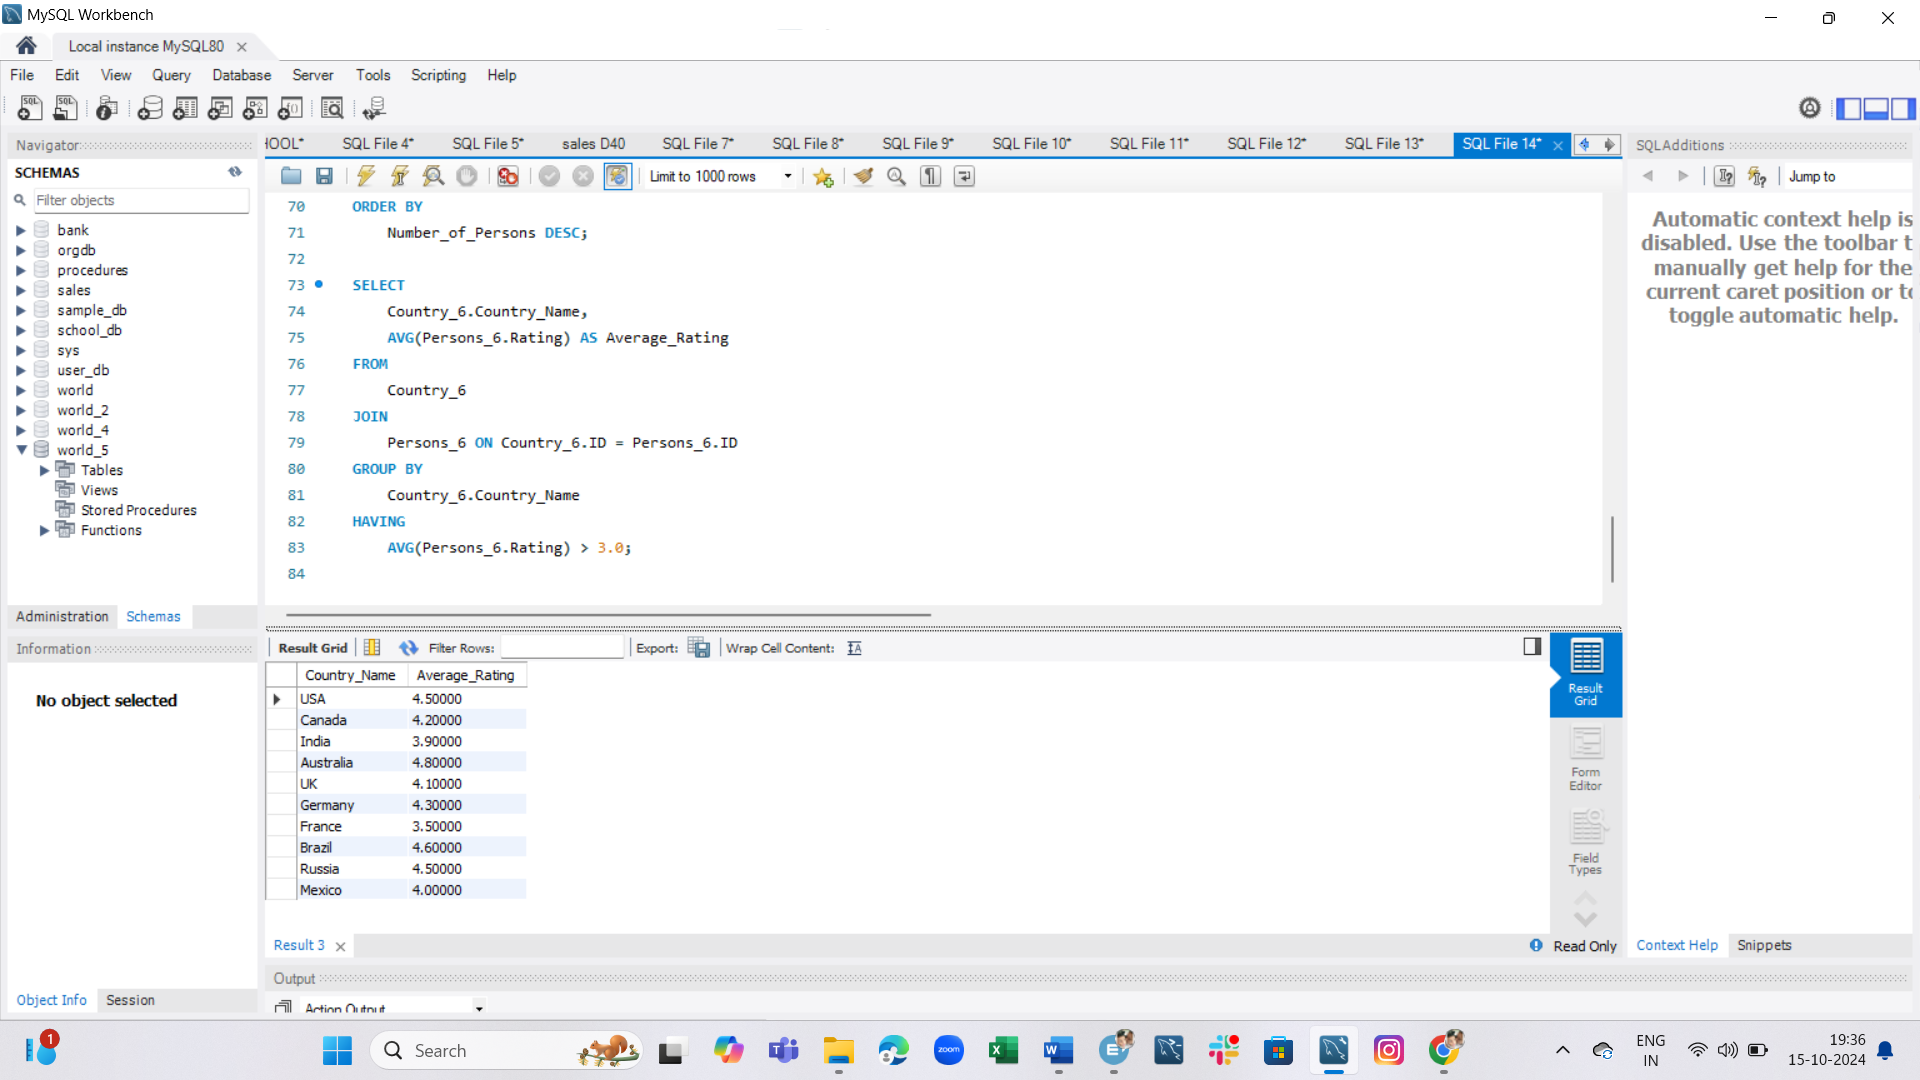 MySQL Workbench
Local instance MySQL80
File Edit View Query Database Server Tools Scripting Help
Navigator
HOOL* SQL File 4* SQL File 5* sales D40 SQL File 7* SQL File 8* SQL File 9* SQL File 10* SQL File 11* SQL File 12* SQL File 13* SQL File 14*
SQLAdditions
SCHEMAS
Limit to 1000 rows
Jump to
Filter objects
bank
orgdb
procedures
sales
sample_db
school_db
sys
user_db
world
world_2
world_4
world_5
Tables
Views
Stored Procedures
Functions
70 ORDER BY
71 Number_of_Persons DESC;
72
73 SELECT
74 Country_6.Country_Name,
75 AVG(Persons_6.Rating) AS Average_Rating
76 FROM
77 Country_6
78 JOIN
79 Persons_6 ON Country_6.ID = Persons_6.ID
80 GROUP BY
81 Country_6.Country_Name
82 HAVING
83 AVG(Persons_6.Rating) > 3.0;
84
Automatic context help is
disabled. Use the toolbar t
manually get help for the
current caret position or to
toggle automatic help.
Administration Schemas
Information
No object selected
Result Grid Filter Rows: Export: Wrap Cell Content:
Country_Name Average_Rating
USA 4.50000
Canada 4.20000
India 3.90000
Australia 4.80000
UK 4.10000
Germany 4.30000
France 3.50000
Brazil 4.60000
Russia 4.50000
Mexico 4.00000
Result
Grid
Form
Editor
Field
Types
Result 3
Read Only
Context Help Snippets
Output
Object Info Session
Action Output
1
Search
zoom
ENG
IN
19:36
15-10-2024